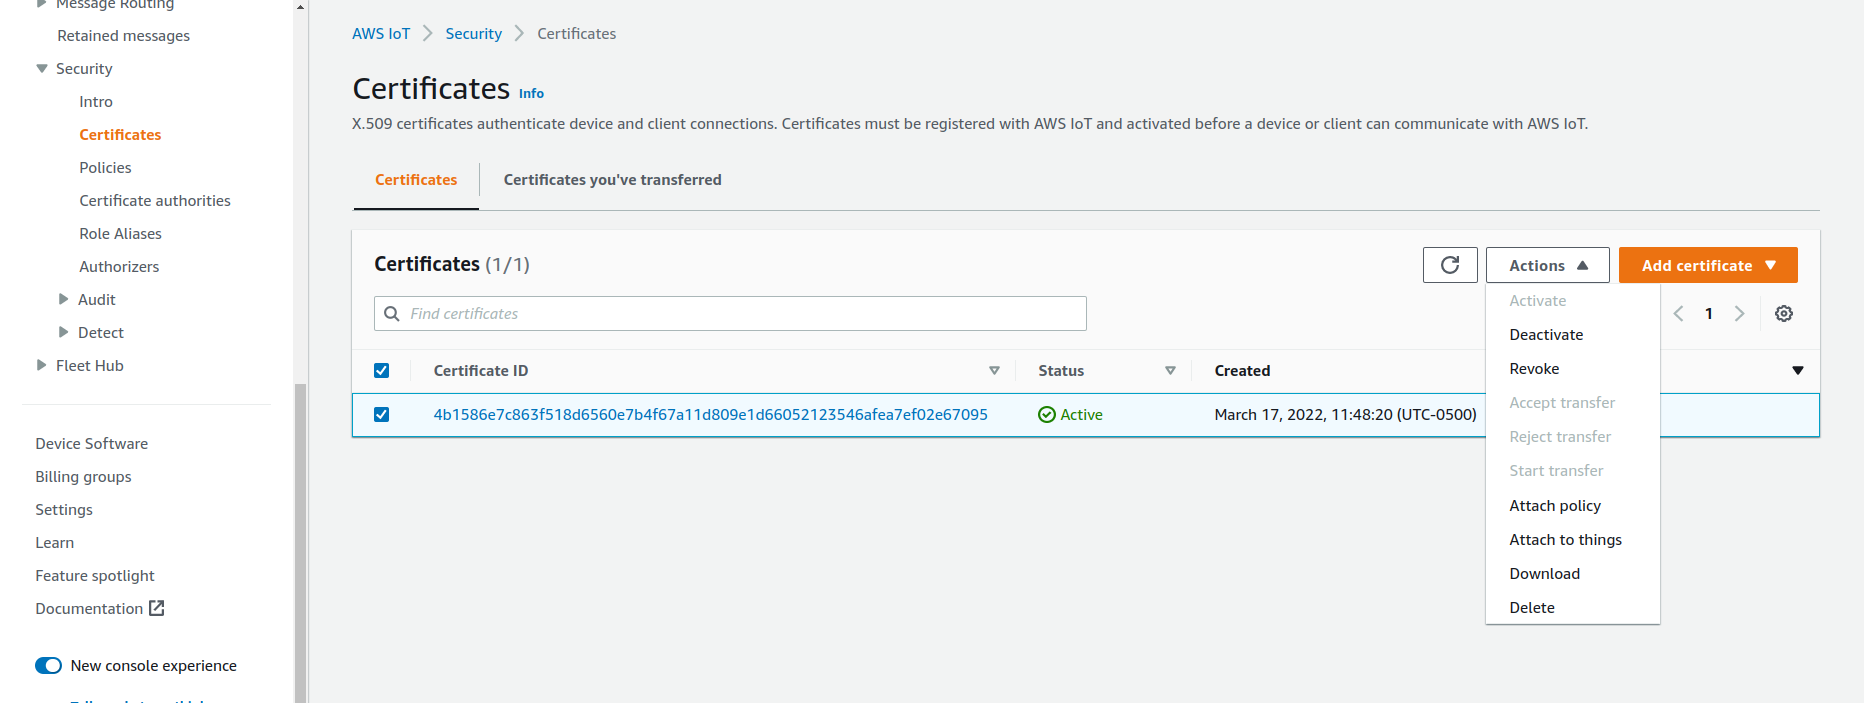 Message Routing
Retained messages
Security
Intro
Certificates
Policies
Certificate authorities
Role Aliases
Authorizers
Audit
Detect
Fleet Hub
Device Software
Billing groups
Settings
Learn
Feature spotlight
Documentation
New console experience
AWS IoT > Security > Certificates
Certificates Info
X.509 certificates authenticate device and client connections. Certificates must be registered with AWS IoT and activated before a device or client can communicate with AWS IoT.
Certificates Certificates you've transferred
Certificates (1/1) Actions Add certificate
Find certificates 1
Certificate ID Status Created
4b1586e7c863f518d6560e7b4f67a11d809e1d66052123546afea7ef02e67095 Active March 17, 2022, 11:48:20 (UTC-0500)
Activate
Deactivate
Revoke
Accept transfer
Reject transfer
Start transfer
Attach policy
Attach to things
Download
Delete